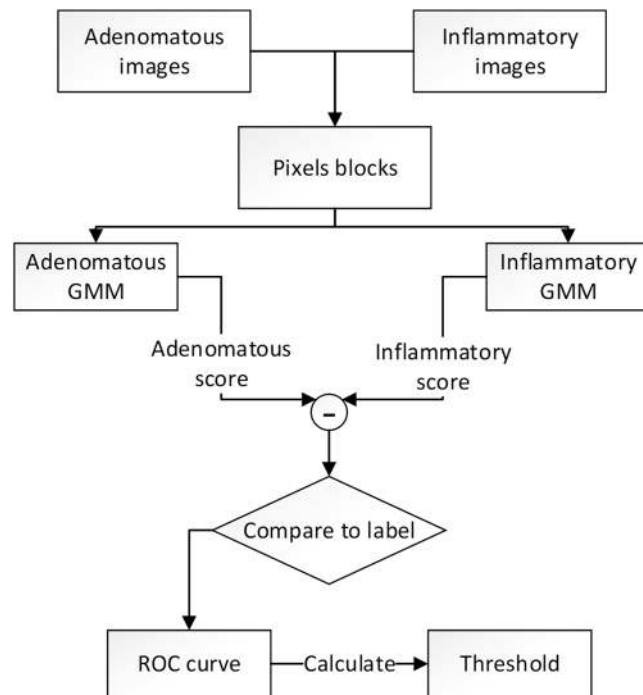 Adenomatous
images
Inflammatory
images
Pixels blocks
Adenomatous
GMM
Inflammatory
GMM
Adenomatous
score
Inflammatory
score
-
Compare to label
ROC curve
Calculate
Threshold